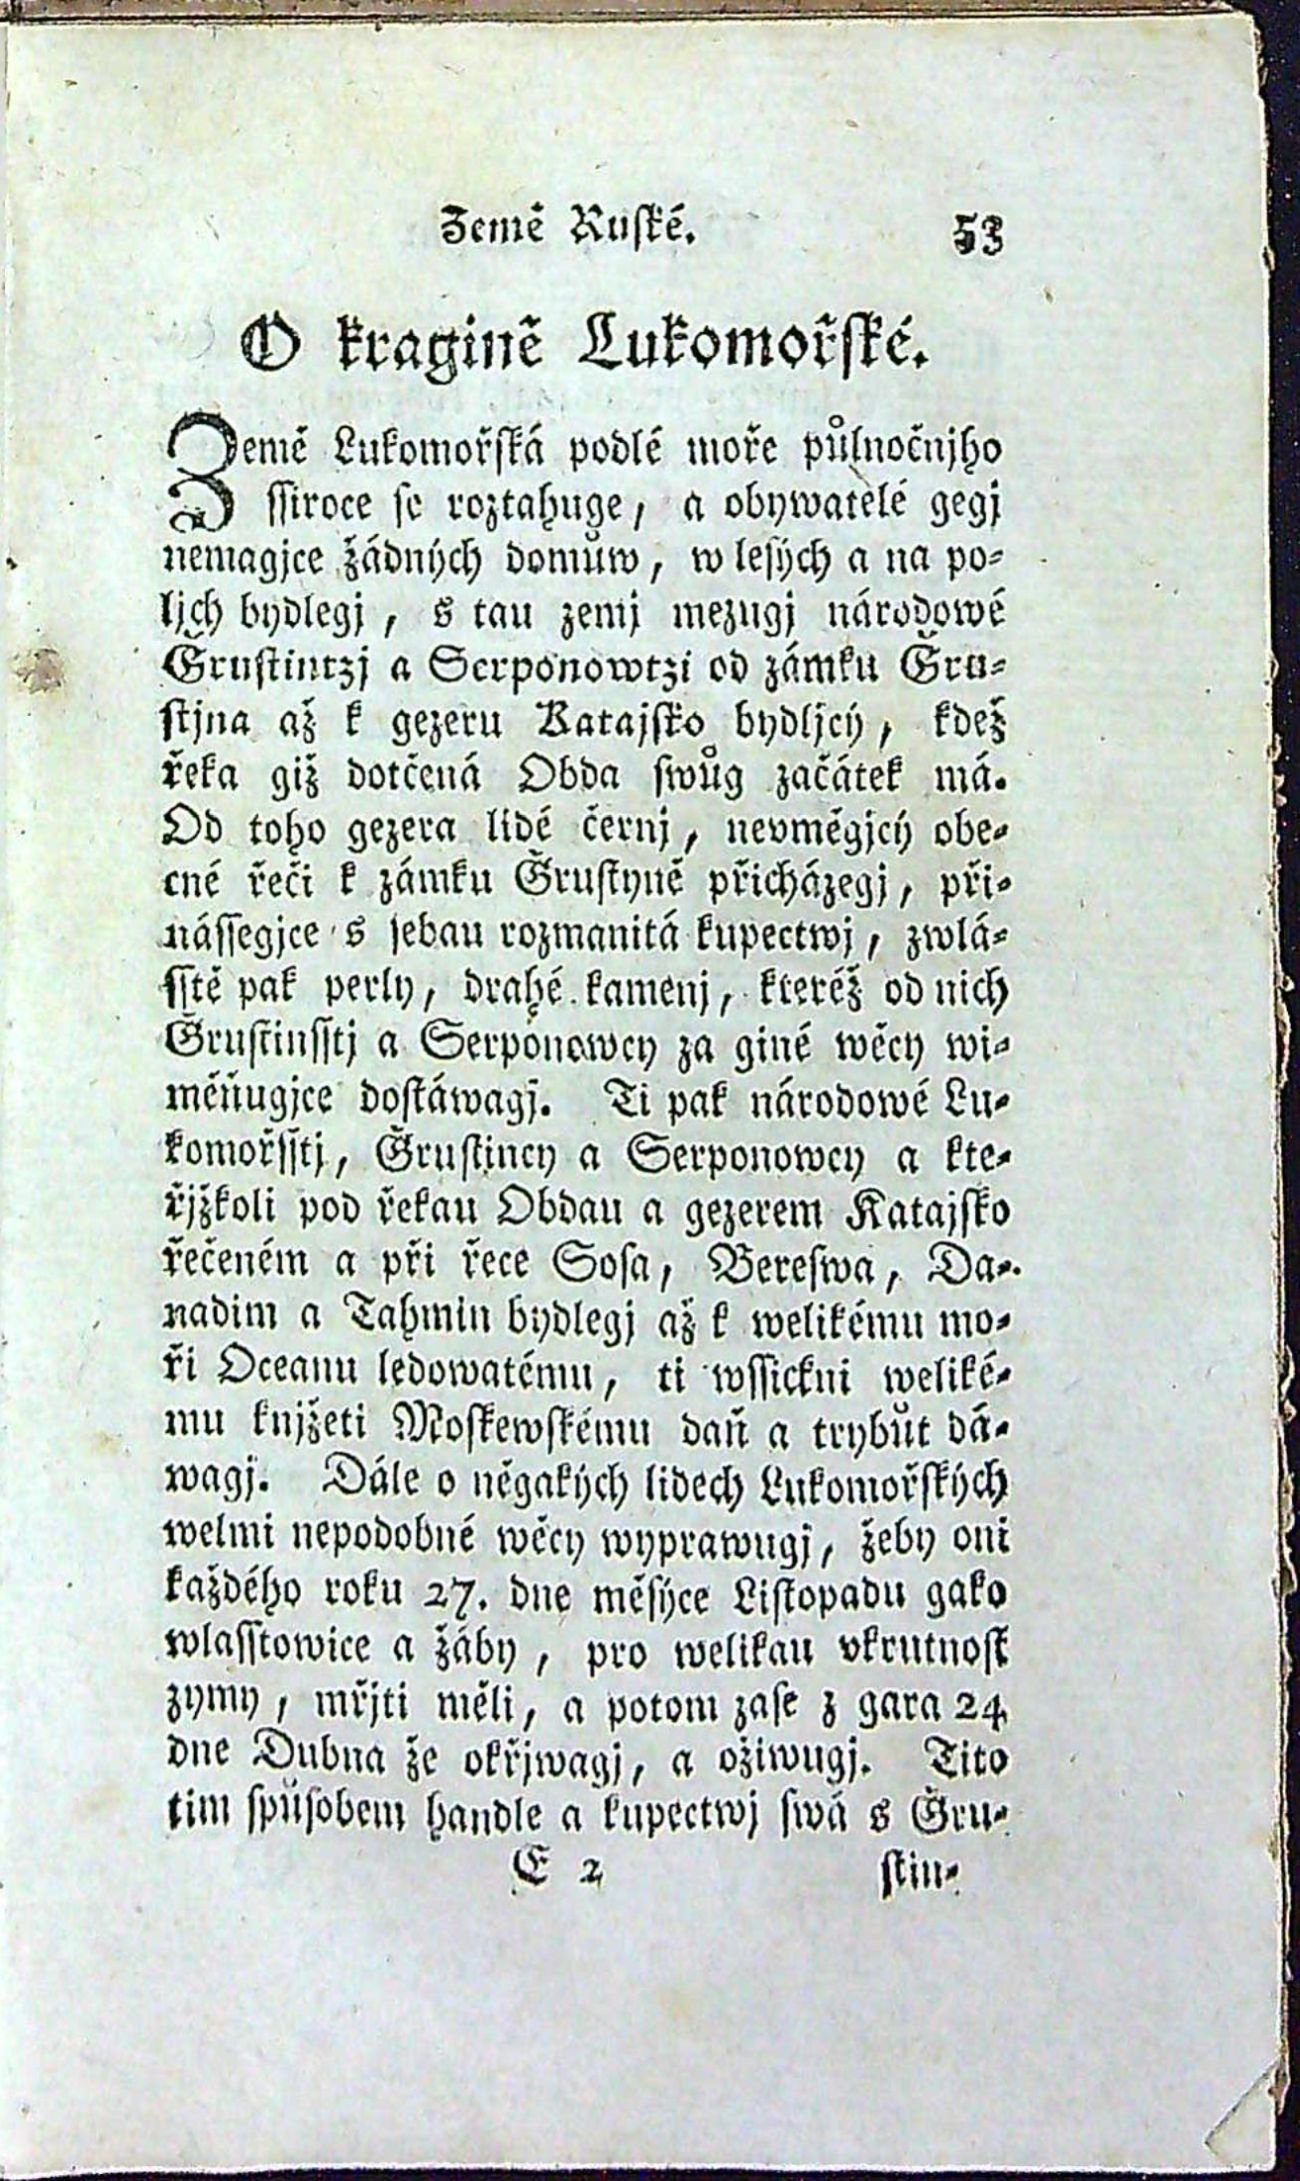 Země Ruské. 53
O kragině Lukomořské.
Země Lukomořská podlé moře půlnočnjho
ssiroce se roztahuge, a obywatelé gegj
nemagjce žádných domůw, w lesých a na po-
ljch bydlegj, s tau zemj mezugj národowé
Grustintzj a Serponowtzi od zámku Gru-
stjna až k gezeru Katajsko bydljcý, kdež
řeka giž dotčená Obda swůg začátek má.
Od toho gezera lidé černj, nevměgjcý obe-
cné řeči k zámku Grustyně přicházegj, při-
nássegjce s sebau rozmanitá kupectwj, zwlá-
sstě pak perly, drahé kamenj, kteréž od nich
Grustinsstj a Serponowcy za giné wěcy wi-
měňugjce dostáwagj. Ti pak národowé Lu-
komořsstj, Grustincy a Serponowcy a kte-
řjžkoli pod řekau Obdau a gezerem Katajsko
řečeném a při řece Sosa, Bereswa, Da-
nadim a Tahmin bydlegj až k welikému mo-
ři Oceanu ledowatému, ti wssickni weliké-
mu knjžeti Moskewskému daň a trybůt dá-
wagj. Dále o něgakých lidech Lukomořských
welmi nepodobné wěcy wyprawugj, žeby oni
každého roku 27. dne měsýce Listopadu gako
wlasstowice a žáby, pro welikau vkrutnost
zymy, mřjti měli, a potom zase z gara 24.
dne Dubna že okřjwagj, a ožiwugj. Tito
tim spůsobem handle a kupectwj swá s Gru-
E 2 stin-